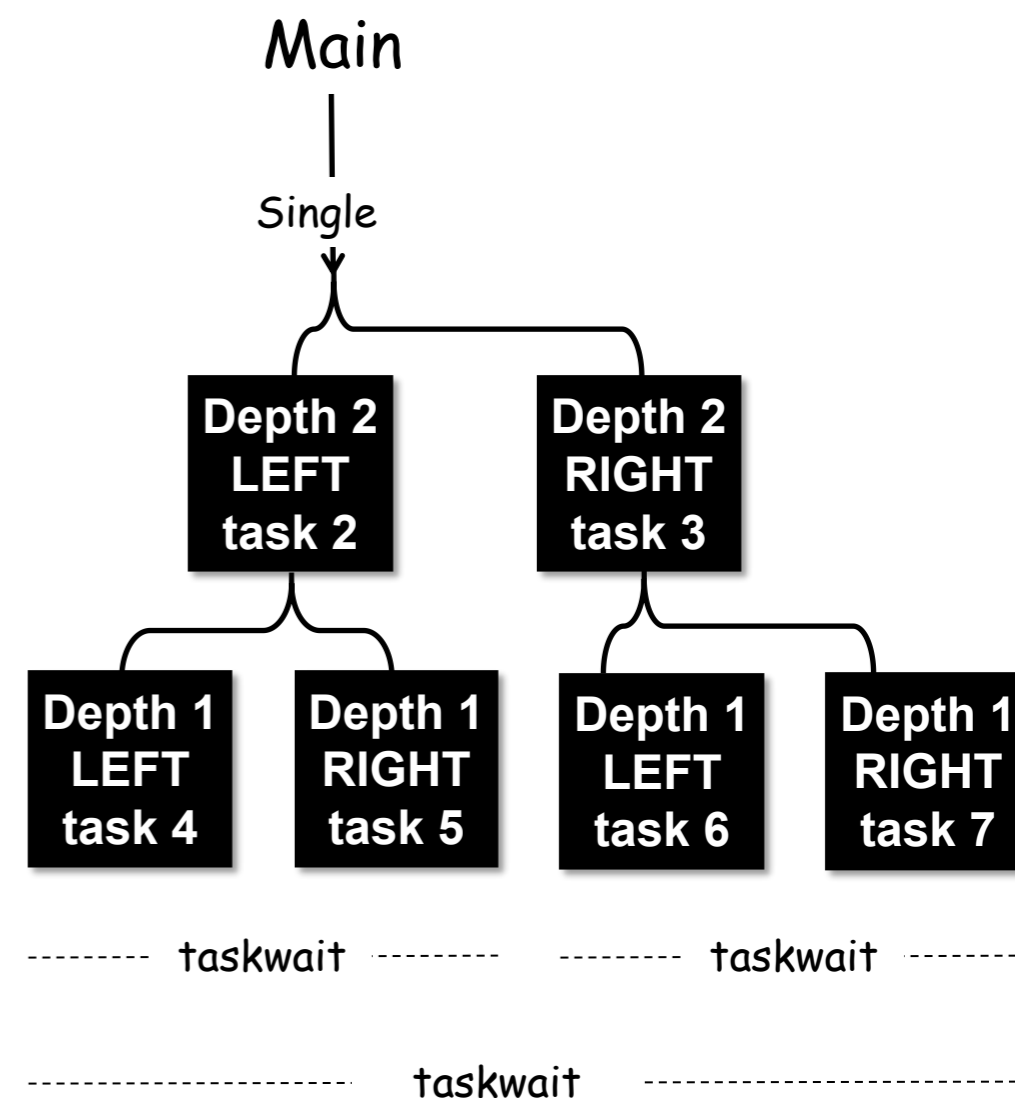 Main
Single
Depth 2
LEFT
task 2
Depth 2
RIGHT
task 3
Depth 1
LEFT
task 4
Depth 1
RIGHT
task 5
Depth 1
LEFT
task 6
Depth 1
RIGHT
task 7
taskwait
taskwait
taskwait